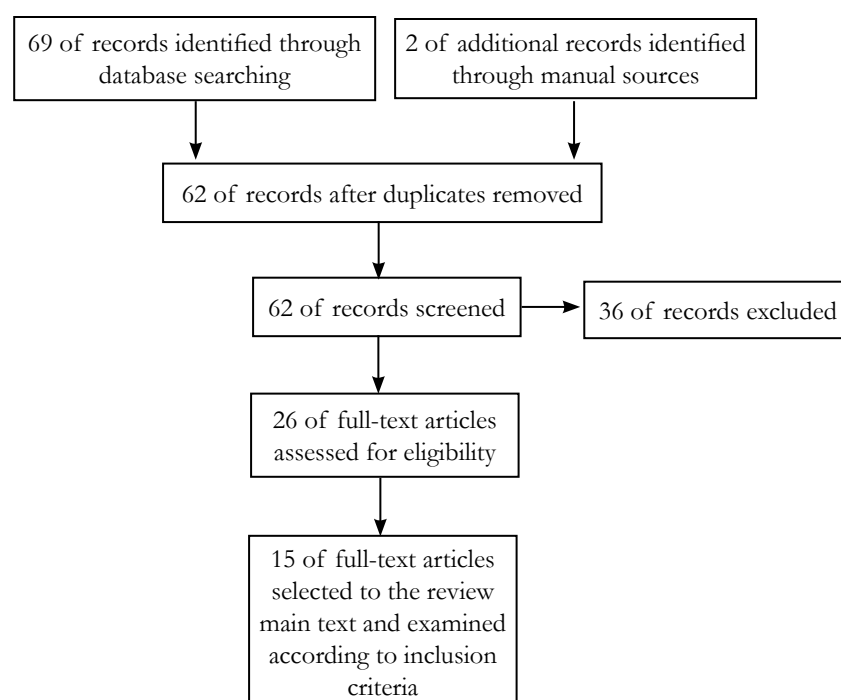 69 of records identified through
database searching
2 of additional records identified
through manual sources
62 of records after duplicates removed
62 of records screened
36 of records excluded
26 of full-text articles
assessed for eligibility
15 of full-text articles
selected to the review
main text and examined
according to inclusion
criteria